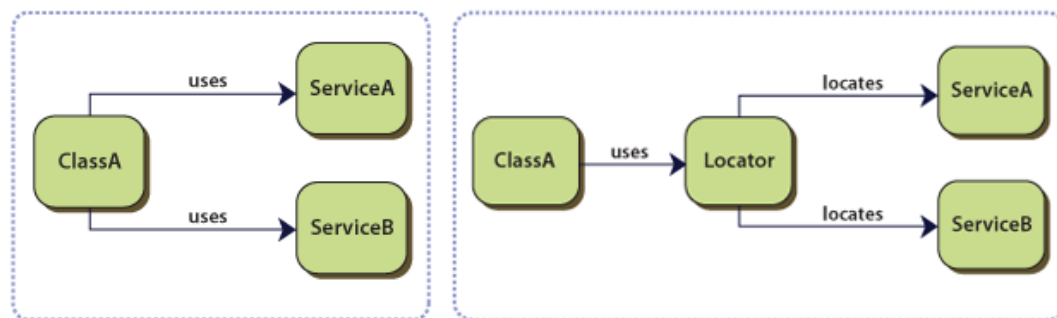 uses
ServiceA
ClassA
uses
ServiceB
locates
ServiceA
ClassA
uses
Locator
locates
ServiceB